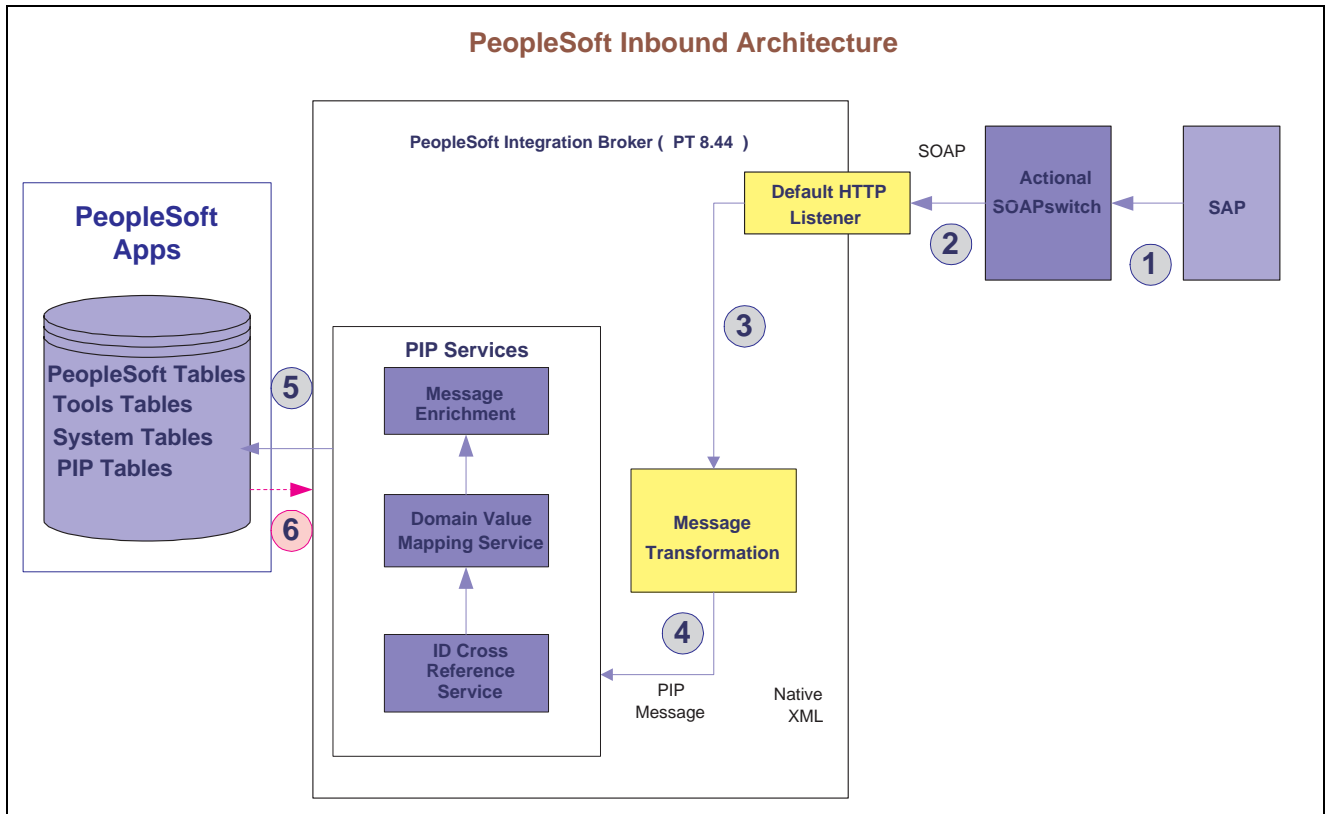 PeopleSoft Inbound Architecture
PeopleSoft Integration Broker ( PT 8.44 )
SOAP
Default HTTP
Listener
Actional
SOAPswitch
SAP
1
2
3
PeopleSoft
Apps
PeopleSoft Tables
Tools Tables
System Tables
PIP Tables
5
6
PIP Services
Message
Enrichment
Domain Value
Mapping Service
ID Cross
Reference
Service
Message
Transformation
4
PIP
Message
Native
XML